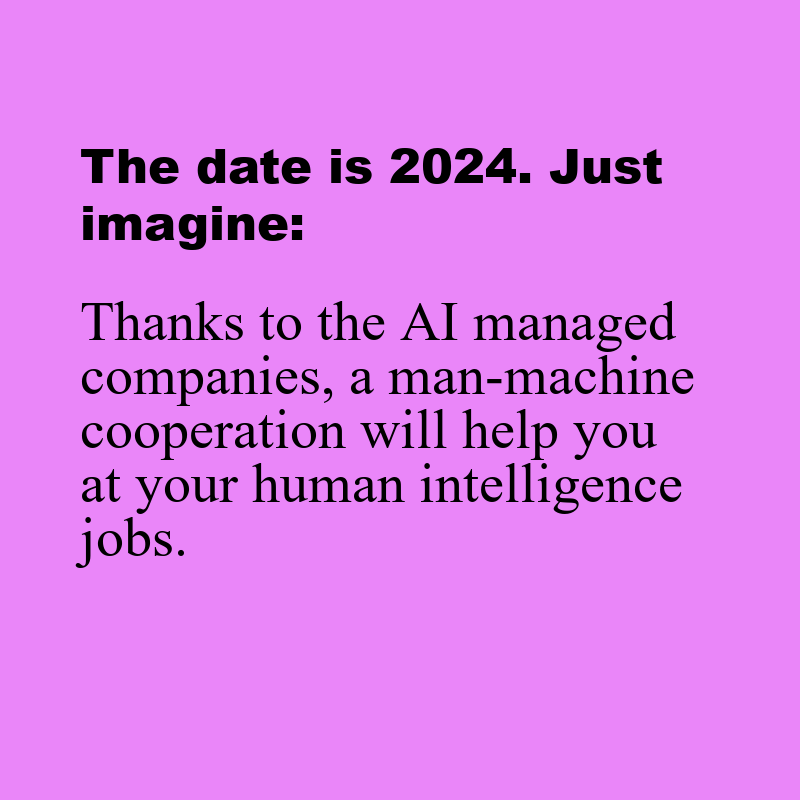 The date is 2024. Just
imagine:
Thanks to the AI managed
companies, a man-machine
cooperation will help you
at your human intelligence
jobs.